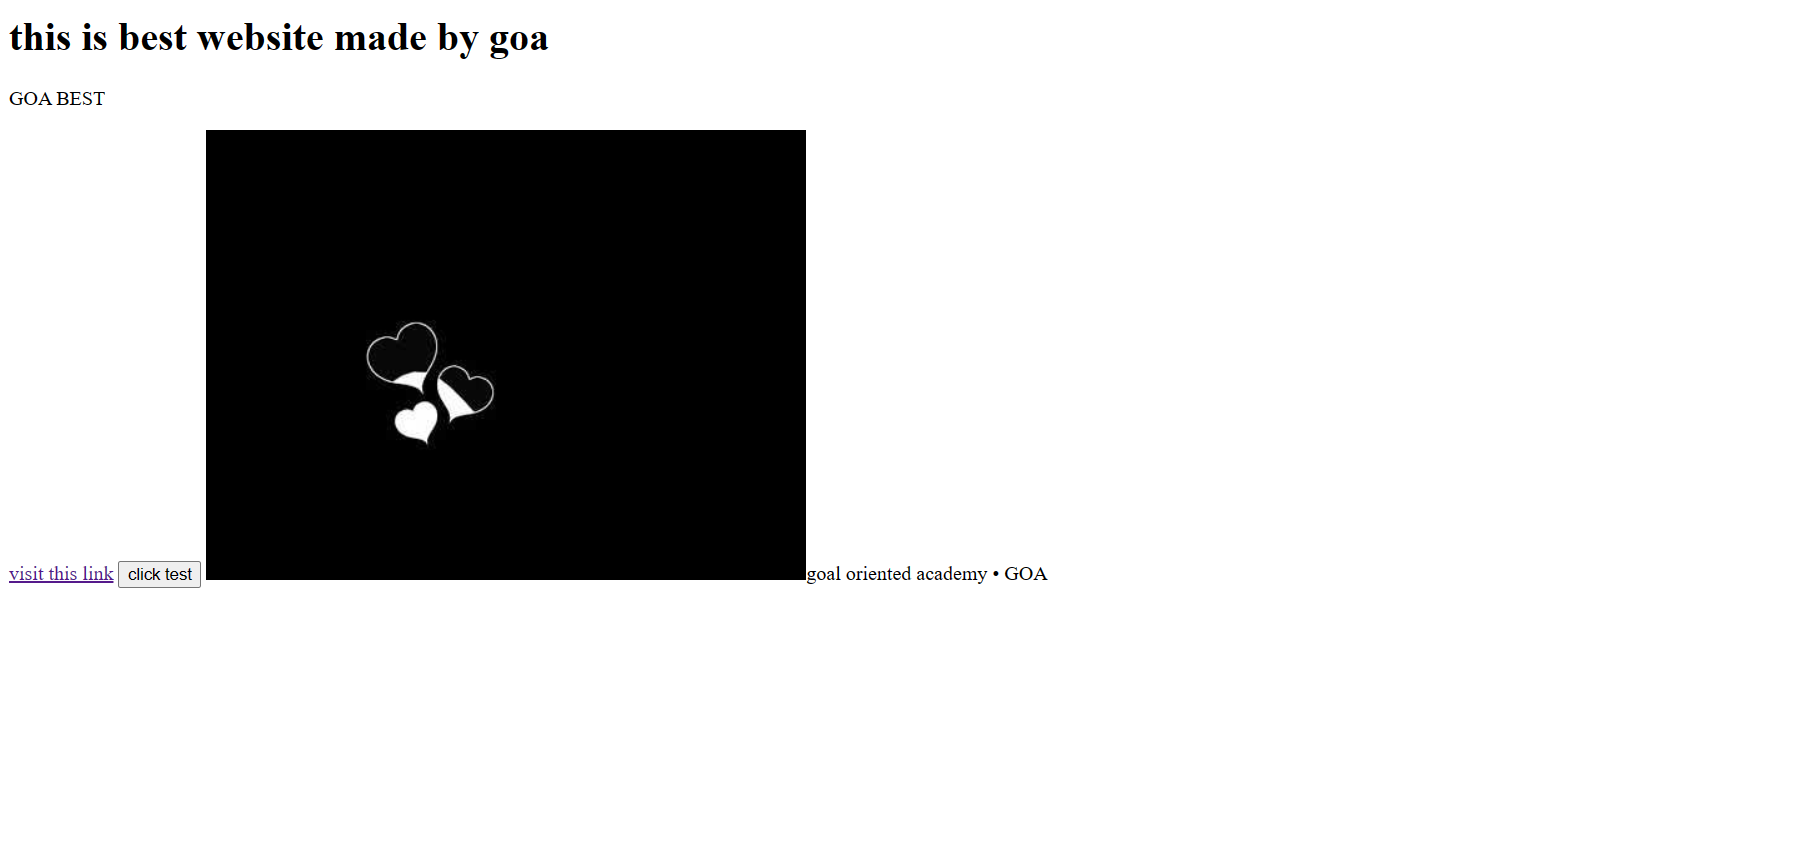 this is best website made by goa
GOA BEST
visit this link click test goal oriented academy • GOA